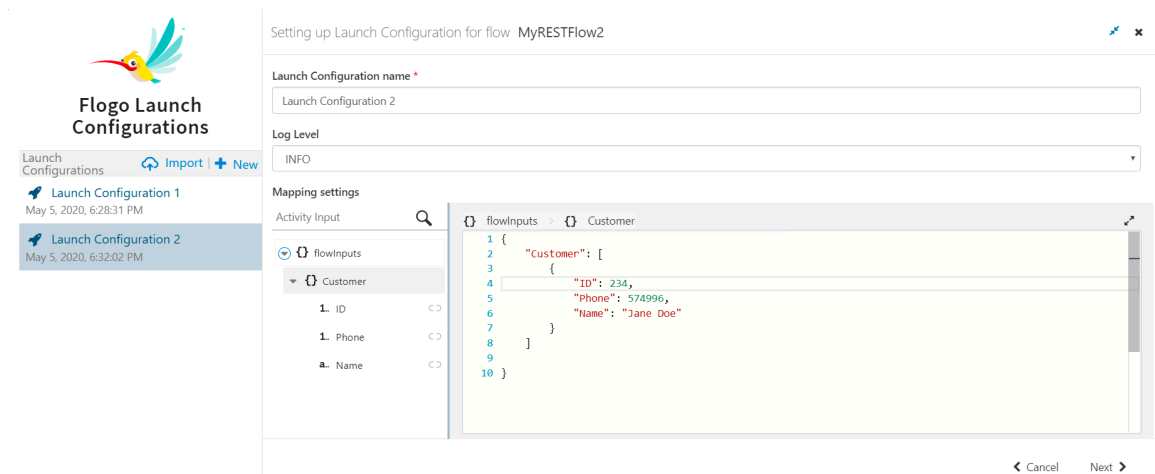 Setting up Launch Configuration for flow MyRESTFlow2
Flogo Launch
Configurations
Launch
Configurations
Import | + New
Launch Configuration 1
May 5, 2020, 6:28:31 PM
Launch Configuration 2
May 5, 2020, 6:32:02 PM
Launch Configuration name *
Launch Configuration 2
Log Level
INFO
Mapping settings
Activity Input
{} flowInputs
{} Customer
1.. ID
1.. Phone
a.. Name
{} flowInputs > {} Customer
1 {
2 "Customer": [
3 {
4 "ID": 234,
5 "Phone": 574996,
6 "Name": "Jane Doe"
7 }
8 ]
9
10 }
Cancel Next